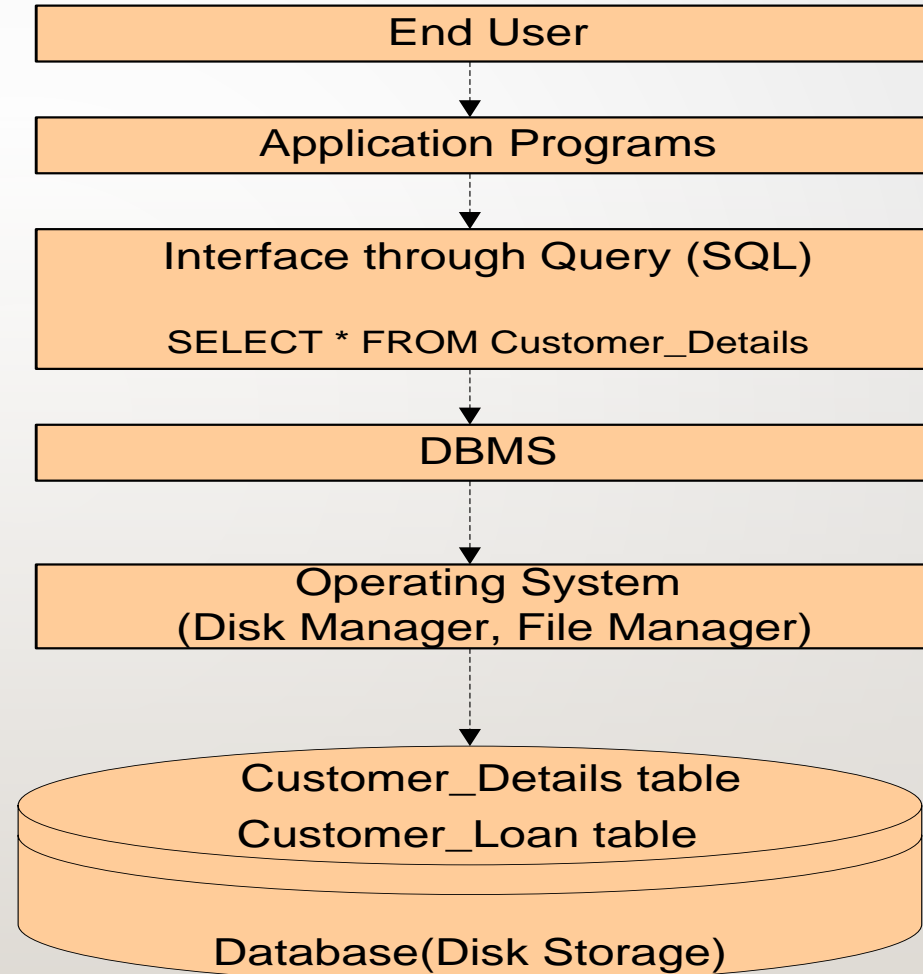 End User
Application Programs
Interface through Query (SQL)
SELECT * FROM Customer_Details
DBMS
Operating System
(Disk Manager, File Manager)
Customer_Details table
Customer_Loan table
Database(Disk Storage)